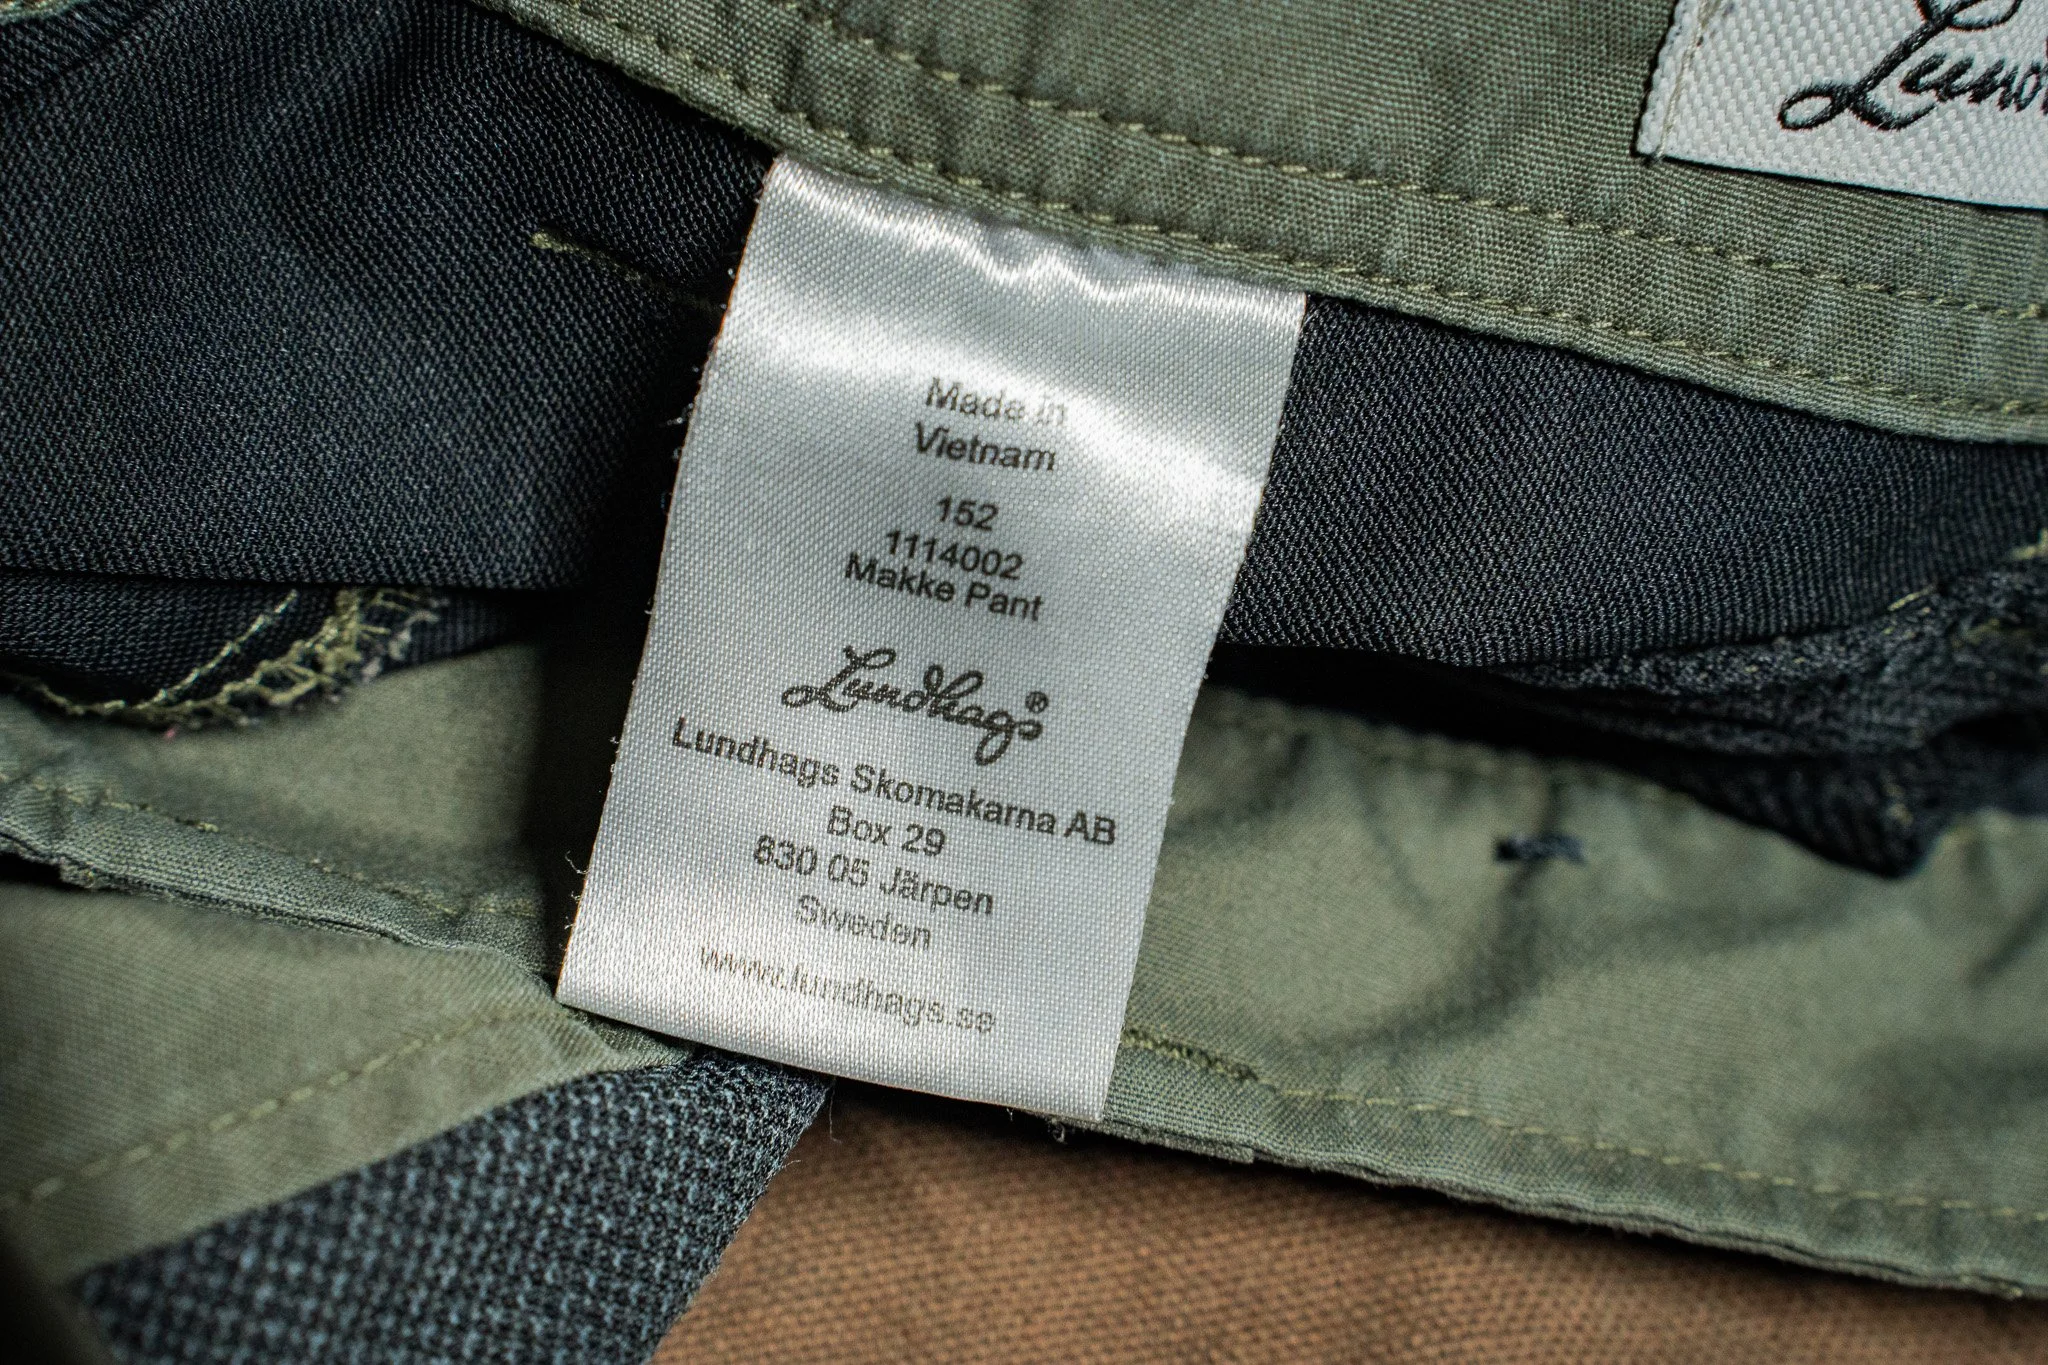 Made in
Vietnam
152
1114002
Makke Pant
Lundhags®
Lundhags Skomakarna AB
Box 29
830 05 Järpen
Sweden
www.lundhags.se